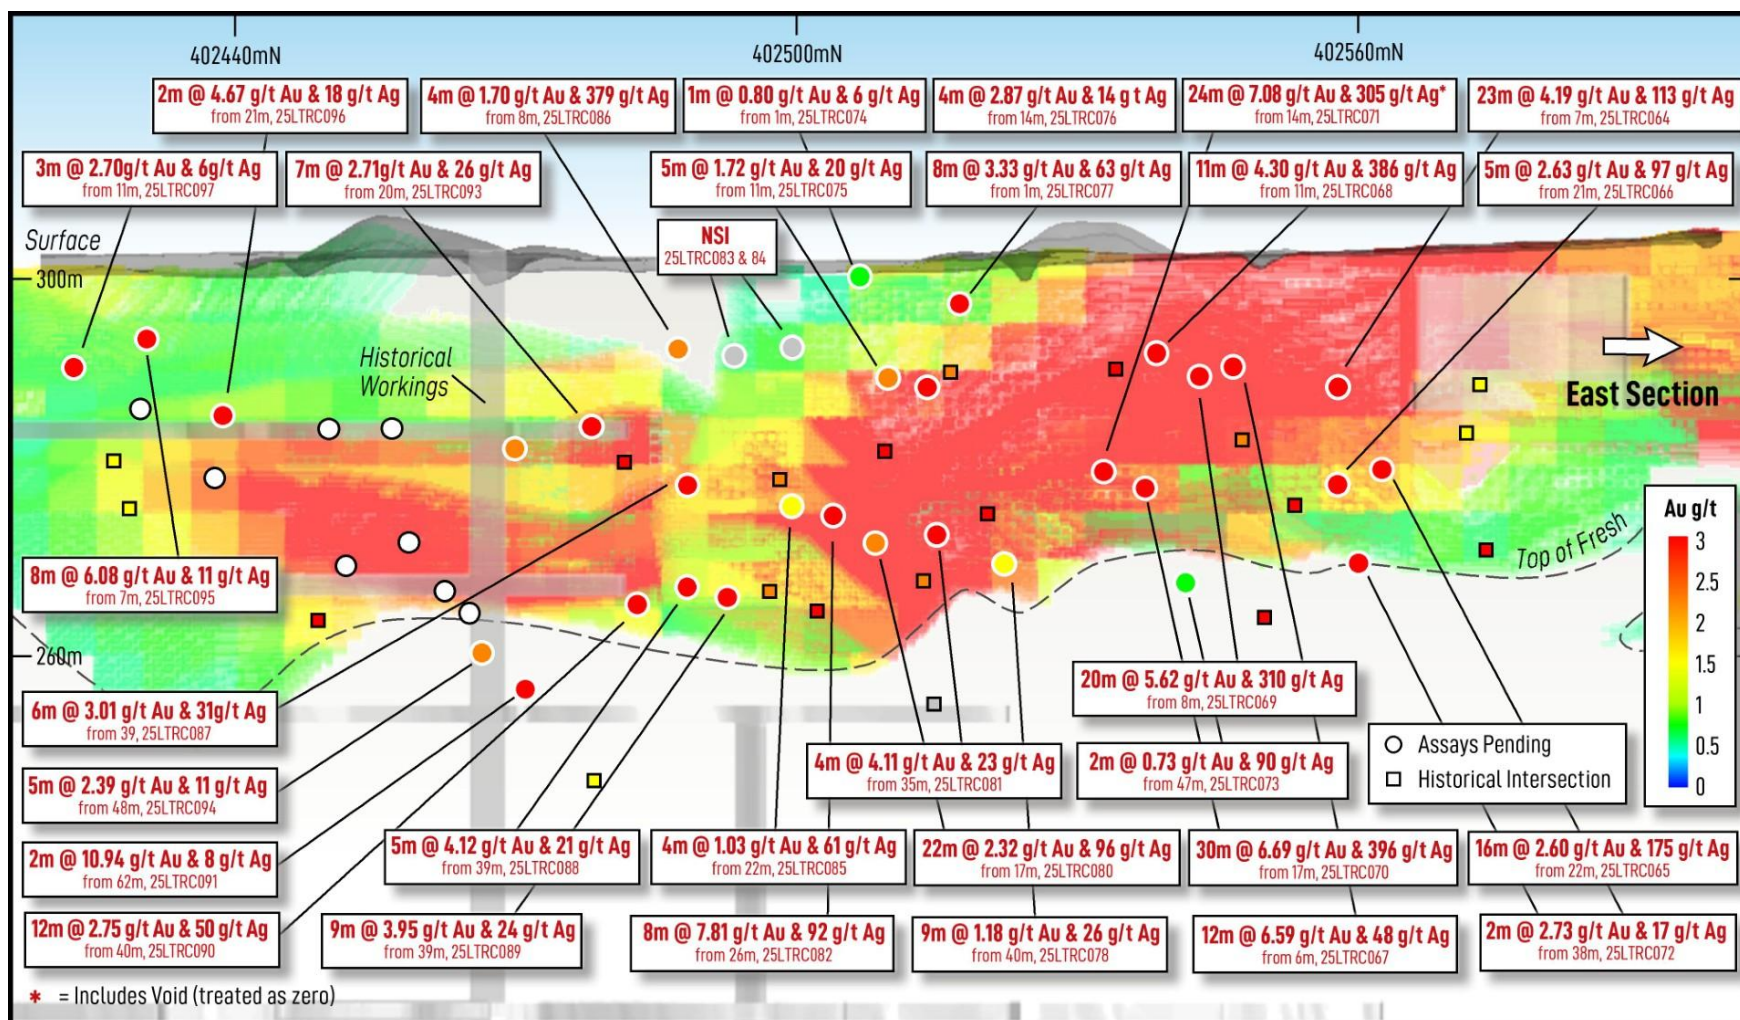 402440mN
402500mN
402560mN
2m @ 4.67 g/t Au & 18 g/t Ag
from 21m, 25LTRC096
4m @ 1.70 g/t Au & 379 g/t Ag
from 8m, 25LTRC086
1m @ 0.80 g/t Au & 6 g/t Ag
from 1m, 25LTRC074
4m @ 2.87 g/t Au & 14 g t Ag
from 14m, 25LTRC076
24m @ 7.08 g/t Au & 305 g/t Ag*
from 14m, 25LTRC071
23m @ 4.19 g/t Au & 113 g/t Ag
from 7m, 25LTRC064
3m @ 2.70g/t Au & 6g/t Ag
from 11m, 25LTRC097
7m @ 2.71g/t Au & 26 g/t Ag
from 20m, 25LTRC093
5m @ 1.72 g/t Au & 20 g/t Ag
from 11m, 25LTRC075
8m @ 3.33 g/t Au & 63 g/t Ag
from 1m, 25LTRC077
11m @ 4.30 g/t Au & 386 g/t Ag
from 11m, 25LTRC068
5m @ 2.63 g/t Au & 97 g/t Ag
from 21m, 25LTRC066
Surface
NSI
25LTRC083 & 84
300m
Historical
Workings
East Section
Au g/t
3
2.5
2
1.5
1
0.5
0
Top of Fresh
8m @ 6.08 g/t Au & 11 g/t Ag
from 7m, 25LTRC095
260m
6m @ 3.01 g/t Au & 31g/t Ag
from 39, 25LTRC087
20m @ 5.62 g/t Au & 310 g/t Ag
from 8m, 25LTRC069
Assays Pending
Historical Intersection
5m @ 2.39 g/t Au & 11 g/t Ag
from 48m, 25LTRC094
4m @ 4.11 g/t Au & 23 g/t Ag
from 35m, 25LTRC081
2m @ 0.73 g/t Au & 90 g/t Ag
from 47m, 25LTRC073
2m @ 10.94 g/t Au & 8 g/t Ag
from 62m, 25LTRC091
5m @ 4.12 g/t Au & 21 g/t Ag
from 39m, 25LTRC088
4m @ 1.03 g/t Au & 61 g/t Ag
from 22m, 25LTRC085
22m @ 2.32 g/t Au & 96 g/t Ag
from 17m, 25LTRC080
30m @ 6.69 g/t Au & 396 g/t Ag
from 17m, 25LTRC070
16m @ 2.60 g/t Au & 175 g/t Ag
from 22m, 25LTRC065
12m @ 2.75 g/t Au & 50 g/t Ag
from 40m, 25LTRC090
9m @ 3.95 g/t Au & 24 g/t Ag
from 39m, 25LTRC089
8m @ 7.81 g/t Au & 92 g/t Ag
from 26m, 25LTRC082
9m @ 1.18 g/t Au & 26 g/t Ag
from 40m, 25LTRC078
12m @ 6.59 g/t Au & 48 g/t Ag
from 6m, 25LTRC067
2m @ 2.73 g/t Au & 17 g/t Ag
from 38m, 25LTRC072
* = Includes Void (treated as zero)